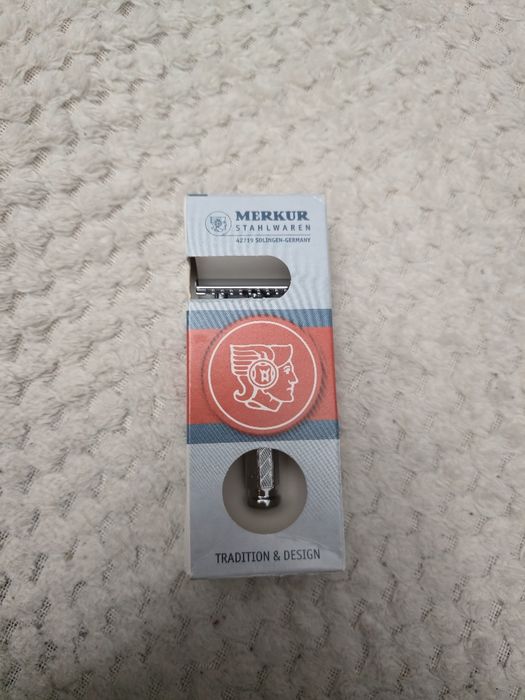 MERKUR
STAHLWAREN
42719 SOLINGEN-GERMANY
TRADITION & DESIGN